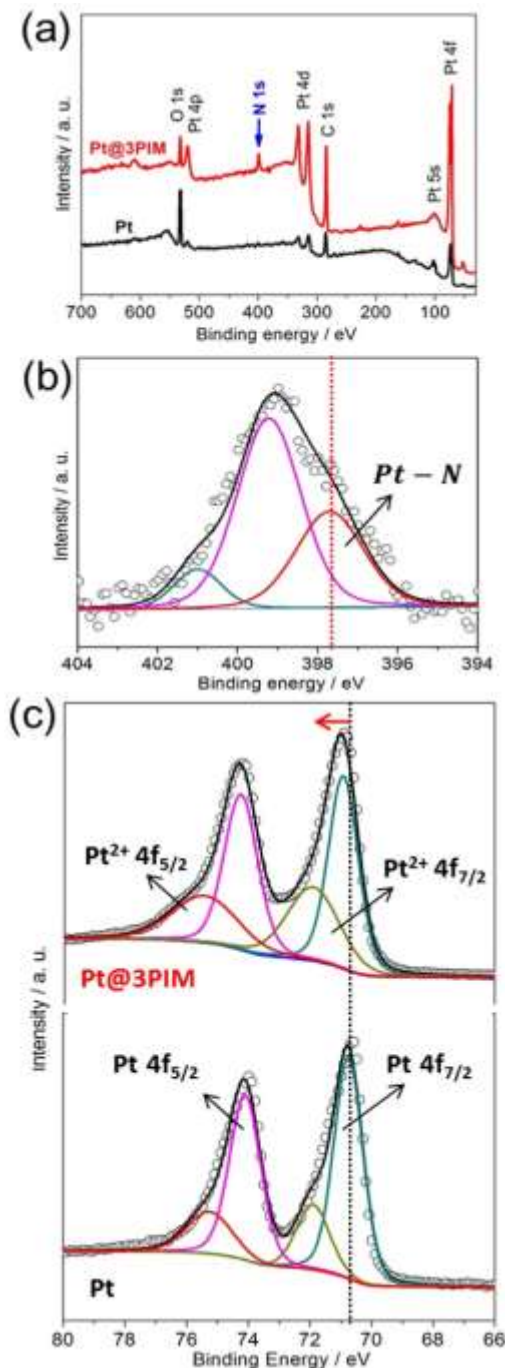 (a)
O 1s
Pt 4p
N 1s
Pt 4d
C 1s
Pt 5s
Pt 4f
Pt@3PIM
Pt
Intensity / a. u.
700 600 500 400 300 200 100
Binding energy / eV
(b)
Pt − N
Intensity / a. u.
404 402 400 398 396 394
Binding energy / eV
(c)
Pt²⁺ 4f₅/₂
Pt²⁺ 4f₇/₂
Pt@3PIM
Intensity / a. u.
Pt 4f₅/₂
Pt 4f₇/₂
Pt
80 78 76 74 72 70 68 66
Binding Energy / eV